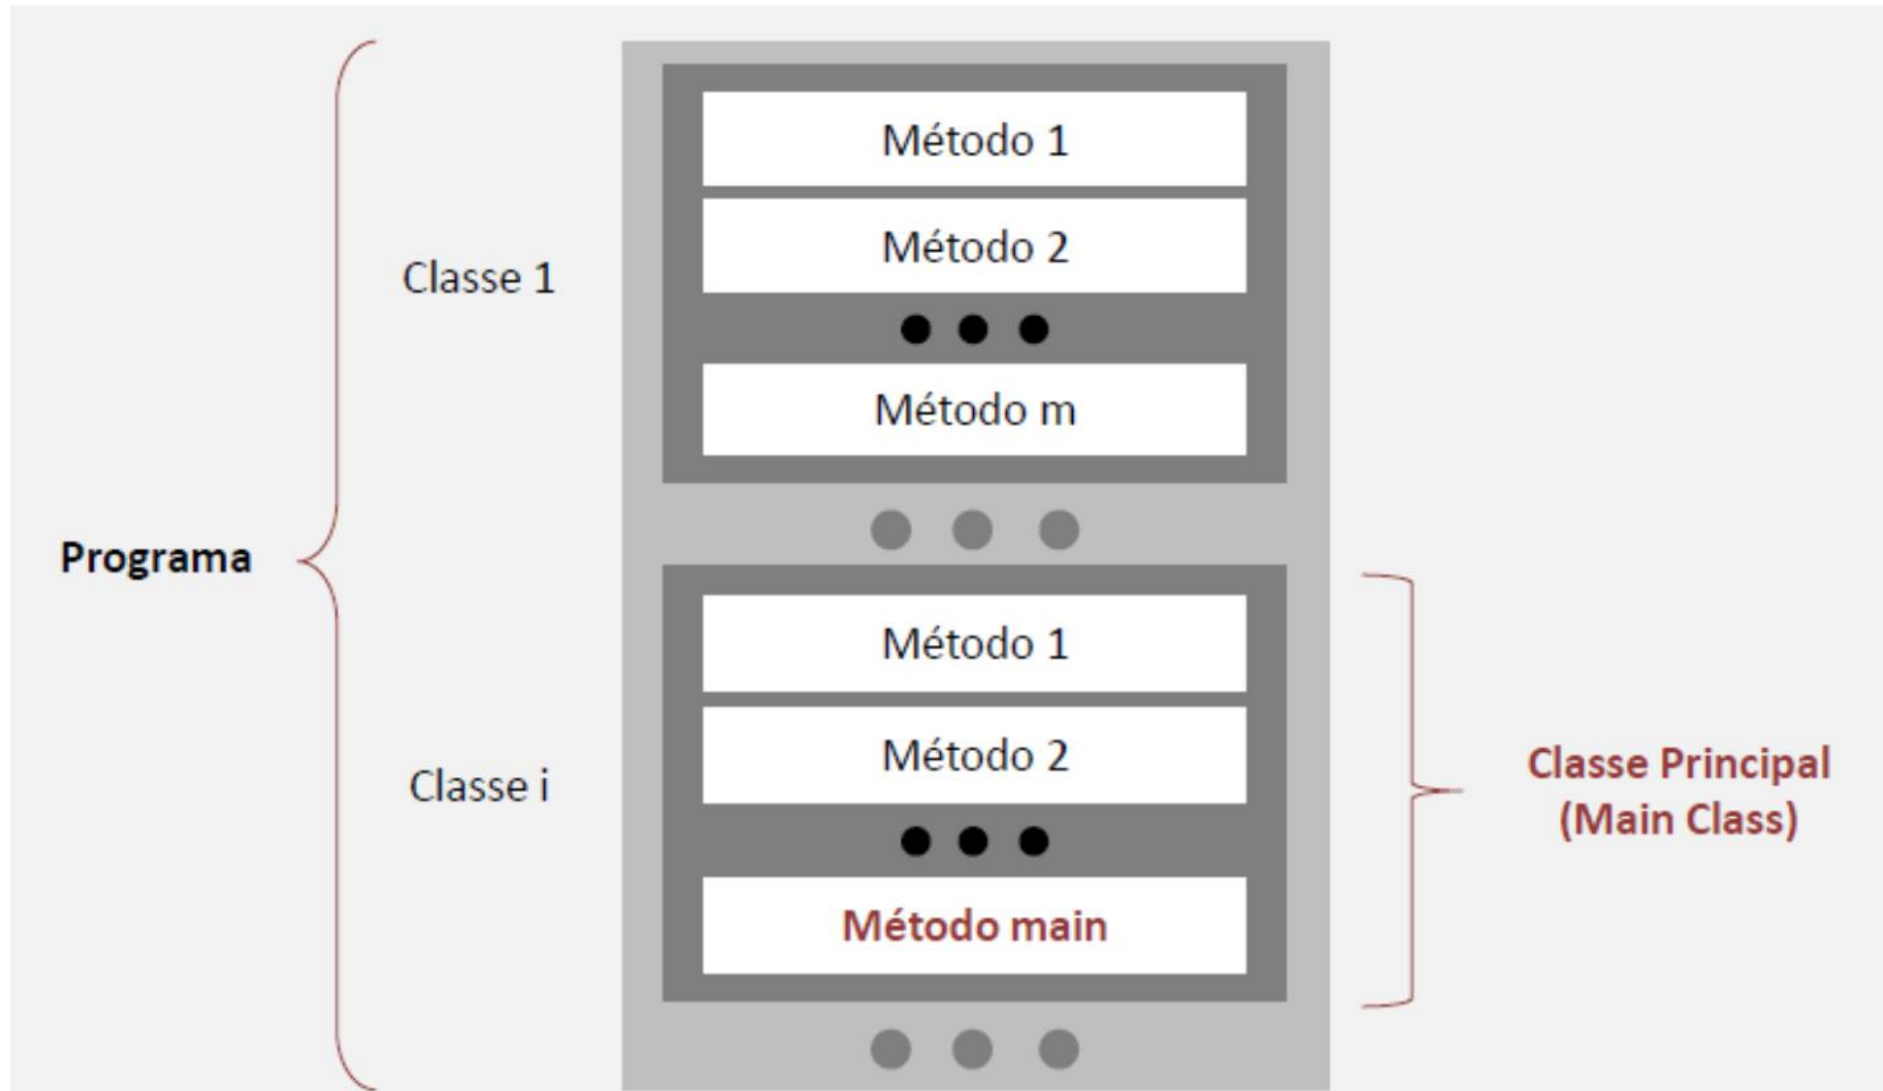 Método 1
Método 2
Classe 1
Método m
Programa
Método 1
Método 2
Classe i
Classe Principal
(Main Class)
Método main